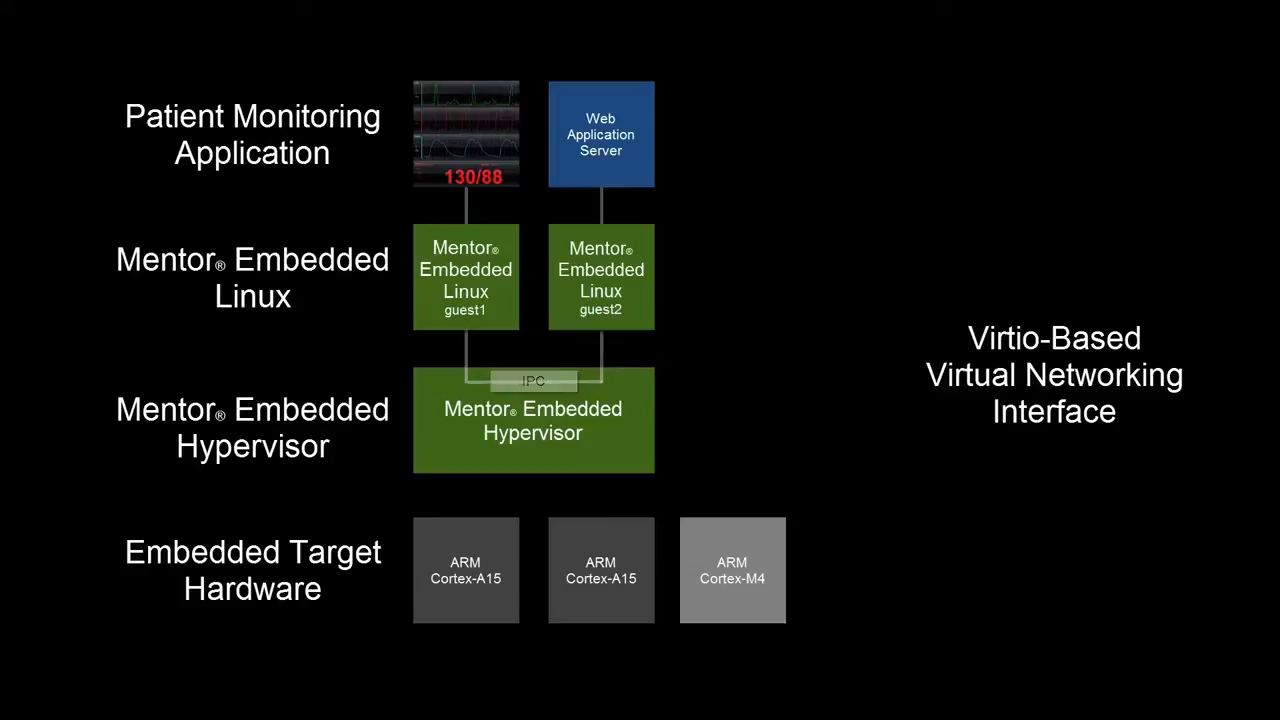 Patient Monitoring
Application
130/88
Web
Application
Server
Mentor® Embedded
Linux
Mentor®
Embedded
Linux
guest1
Mentor®
Embedded
Linux
guest2
Virtio-Based
Virtual Networking
Interface
Mentor® Embedded
Hypervisor
IPC
Mentor® Embedded
Hypervisor
Embedded Target
Hardware
ARM
Cortex-A15
ARM
Cortex-A15
ARM
Cortex-M4